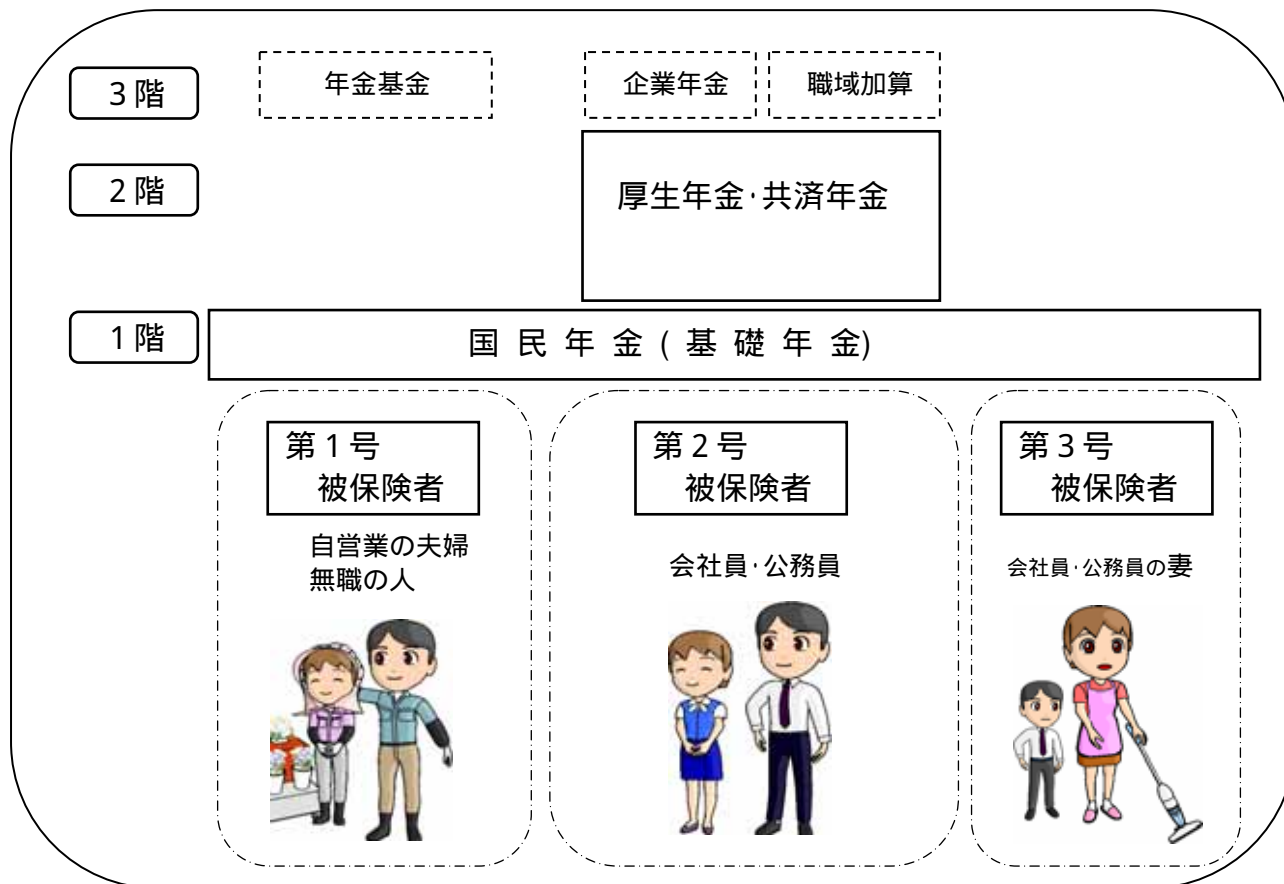 3階
年金基金
企業年金
職域加算
2階
厚生年金･共済年金
1階
国民年金(基礎年金)
第1号
被保険者
自営業の夫婦
無職の人
第2号
被保険者
会社員･公務員
第3号
被保険者
会社員･公務員の妻